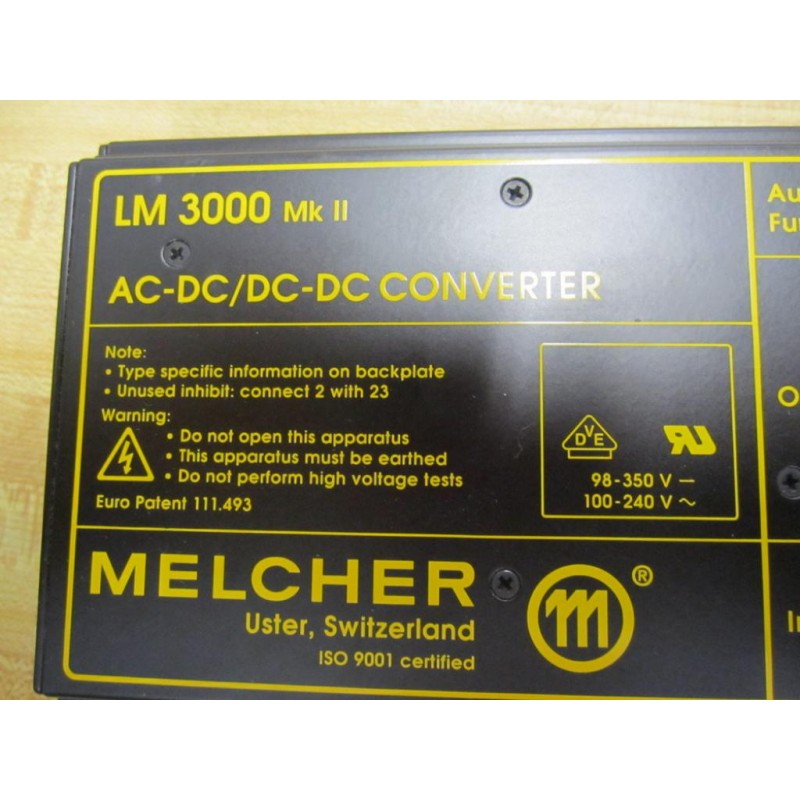 LM 3000 Mk II
AC-DC/DC-DC CONVERTER
Note:
• Type specific information on backplate
• Unused inhibit: connect 2 with 23
Warning:
• Do not open this apparatus
• This apparatus must be earthed
• Do not perform high voltage tests
Euro Patent 111.493
DVE
RU
98-350 V ⎓
100-240 V ~
MELCHER
m ®
Uster, Switzerland
ISO 9001 certified